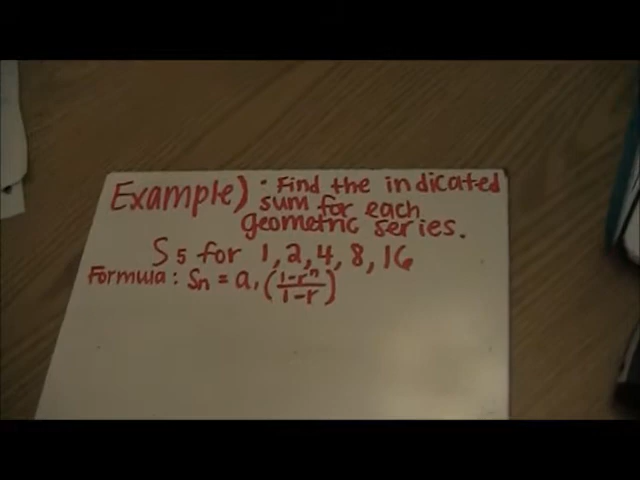 Example) · Find the indicated
sum for each
geometric series.
S5 for 1, 2, 4, 8, 16
Formula: Sn = a1 (1-r^n / 1-r)